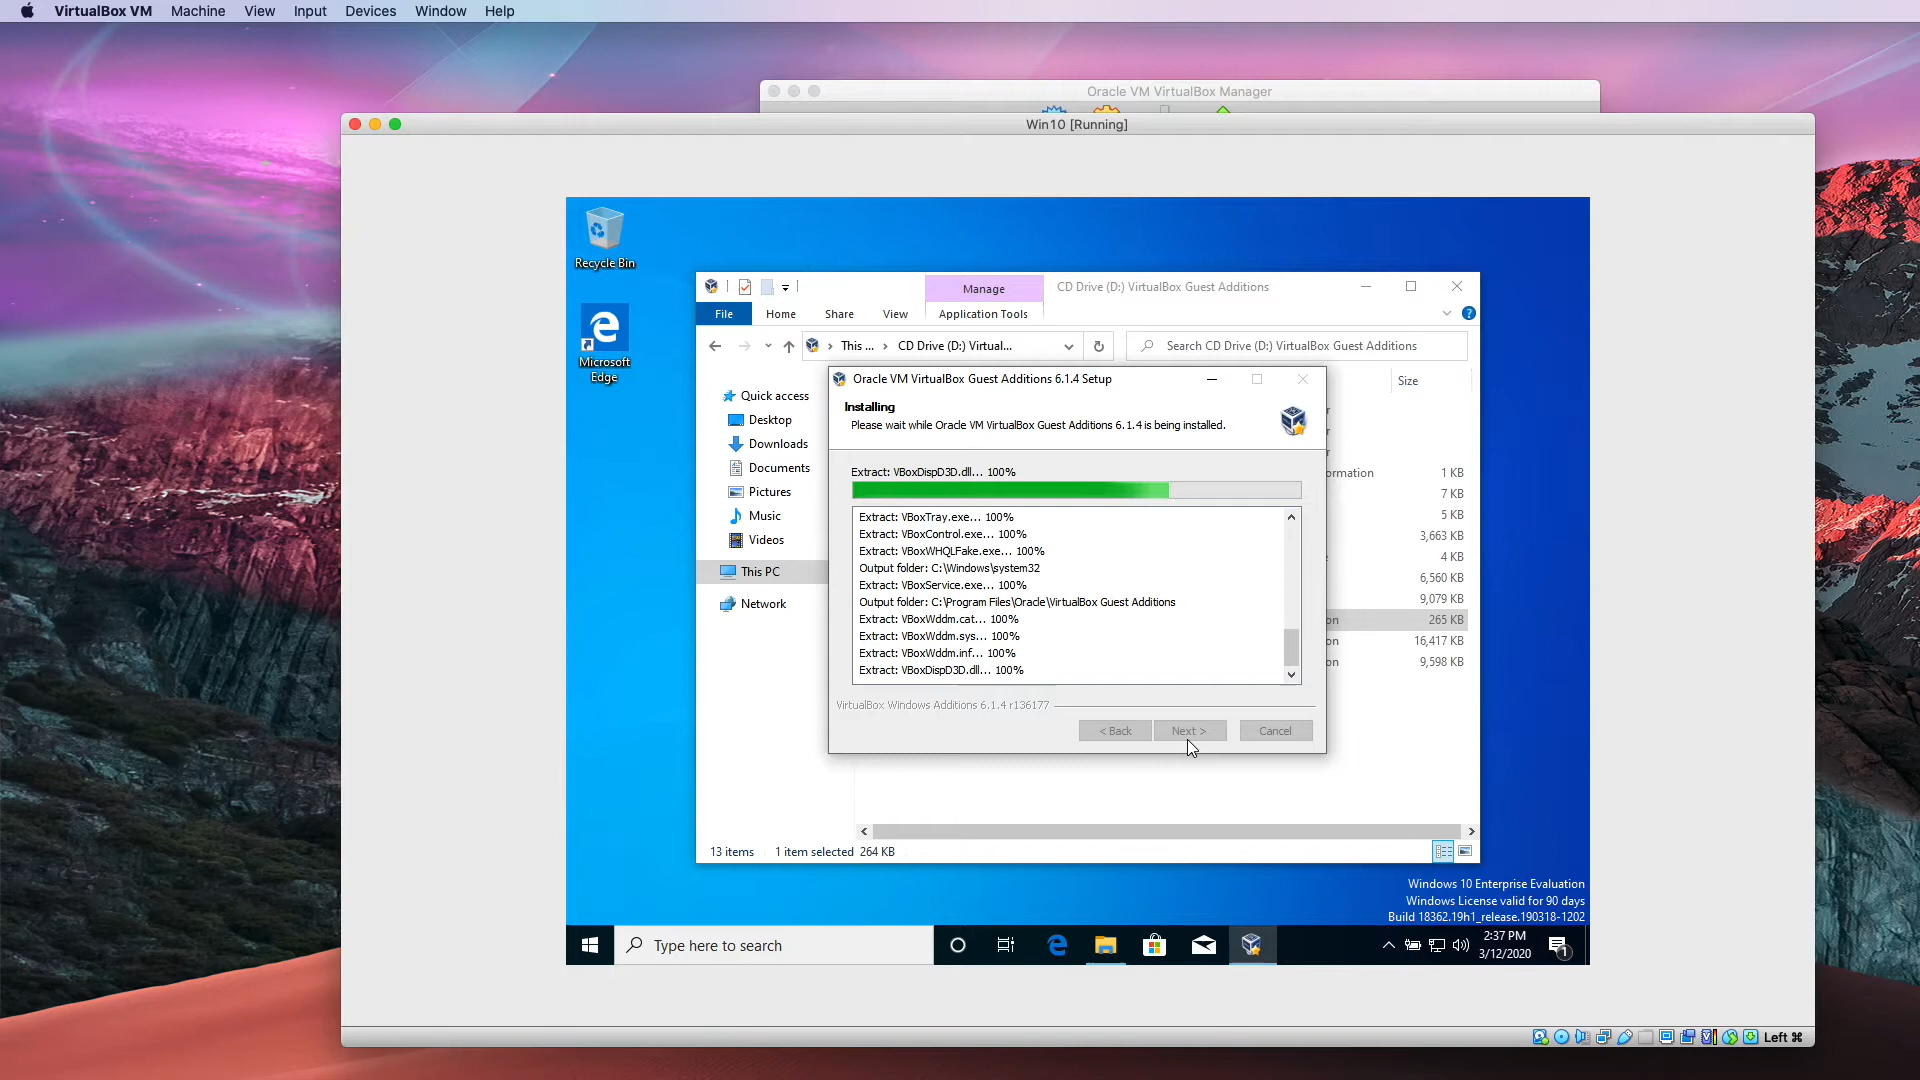 VirtualBox VM Machine View Input Devices Window Help
Oracle VM VirtualBox Manager
Win10 [Running]
Recycle Bin
Microsoft
Edge
Manage
CD Drive (D:) VirtualBox Guest Additions
File Home Share View Application Tools
This ... CD Drive (D:) Virtual...
Search CD Drive (D:) VirtualBox Guest Additions
Size
Quick access
Desktop
Downloads
Documents
Pictures
Music
Videos
This PC
Network
Oracle VM VirtualBox Guest Additions 6.1.4 Setup
Installing
Please wait while Oracle VM VirtualBox Guest Additions 6.1.4 is being installed.
Extract: VBoxDispD3D.dll... 100%
Extract: VBoxTray.exe... 100%
Extract: VBoxControl.exe... 100%
Extract: VBoxWHQLFake.exe... 100%
Output folder: C:\Windows\system32
Extract: VBoxService.exe... 100%
Output folder: C:\Program Files\Oracle\VirtualBox Guest Additions
Extract: VBoxWddm.cat... 100%
Extract: VBoxWddm.sys... 100%
Extract: VBoxWddm.inf... 100%
Extract: VBoxDispD3D.dll... 100%
VirtualBox Windows Additions 6.1.4 r136177
< Back Next > Cancel
ormation 1 KB
7 KB
5 KB
3,663 KB
4 KB
6,560 KB
9,079 KB
on 265 KB
on 16,417 KB
on 9,598 KB
13 items 1 item selected 264 KB
Windows 10 Enterprise Evaluation
Windows License valid for 90 days
Build 18362.19h1_release.190318-1202
Type here to search
2:37 PM
3/12/2020
1
Left ⌘